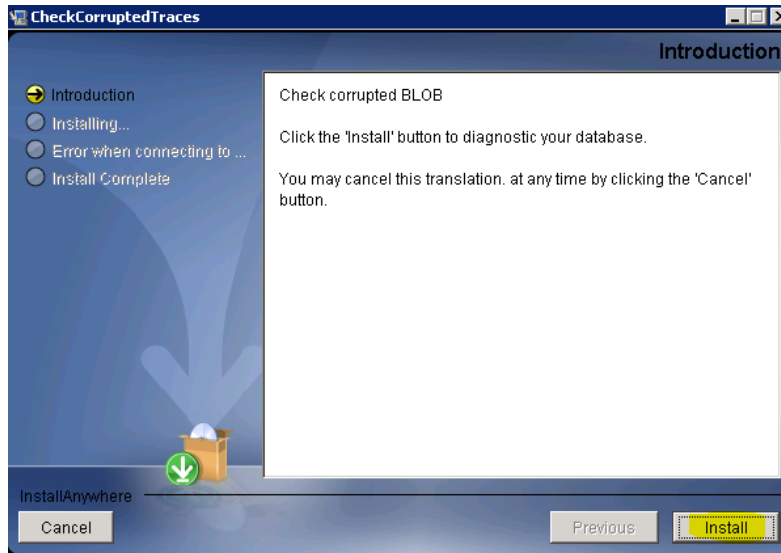 CheckCorruptedTraces
Introduction
Introduction
Installing...
Error when connecting to ...
Install Complete
Check corrupted BLOB
Click the 'Install' button to diagnostic your database.
You may cancel this translation. at any time by clicking the 'Cancel'
button.
InstallAnywhere
Cancel
Previous
Install